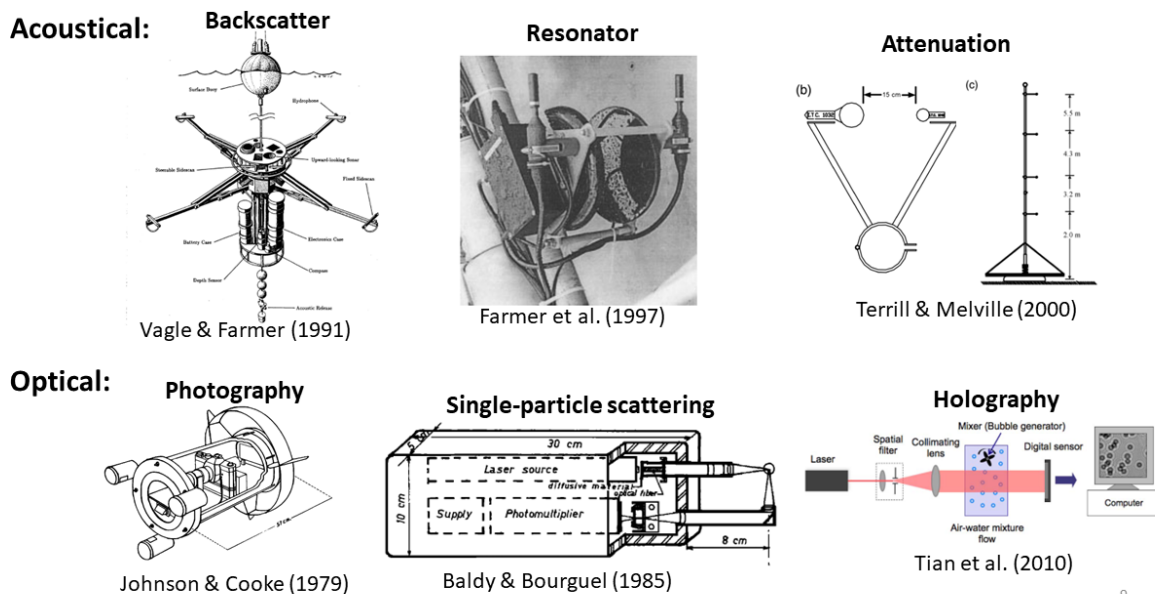 Acoustical:
Backscatter
Surface Buoy
Hydrophone
Upward-looking Sonar
Steerable Sidescan
Fixed Sidescan
Battery Case
Electronics Case
Depth Sensor
Compass
Acoustic Release
Vagle & Farmer (1991)
Resonator
Farmer et al. (1997)
Attenuation
(b)
15 cm
(c)
5.5 m
4.3 m
3.2 m
2.0 m
Terrill & Melville (2000)
Optical:
Photography
Johnson & Cooke (1979)
Single-particle scattering
30 cm
Laser source
diffusive material
optical fiber
10 cm
Supply
Photomultiplier
8 cm
Baldy & Bourguel (1985)
Holography
Mixer (Bubble generator)
Spatial
filter
Collimating
lens
Digital sensor
Laser
Computer
Air-water mixture
flow
Tian et al. (2010)